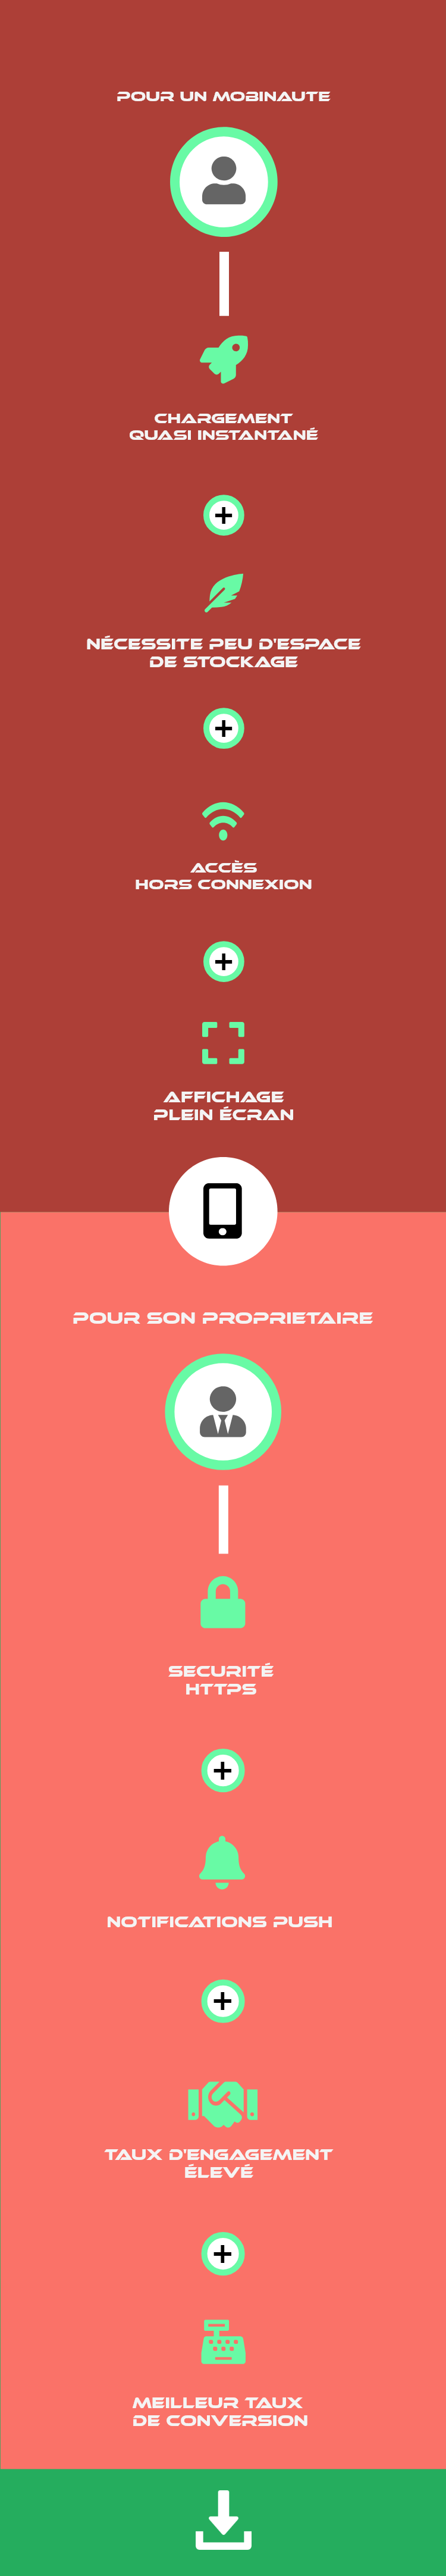 POUR UN MOBINAUTE
CHARGEMENT
QUASI INSTANTANÉ
NÉCESSITE PEU D'ESPACE
DE STOCKAGE
ACCÈS
HORS CONNEXION
AFFICHAGE
PLEIN ÉCRAN
POUR SON PROPRIETAIRE
SECURITÉ
HTTPS
NOTIFICATIONS PUSH
TAUX D'ENGAGEMENT
ÉLEVÉ
MEILLEUR TAUX
DE CONVERSION